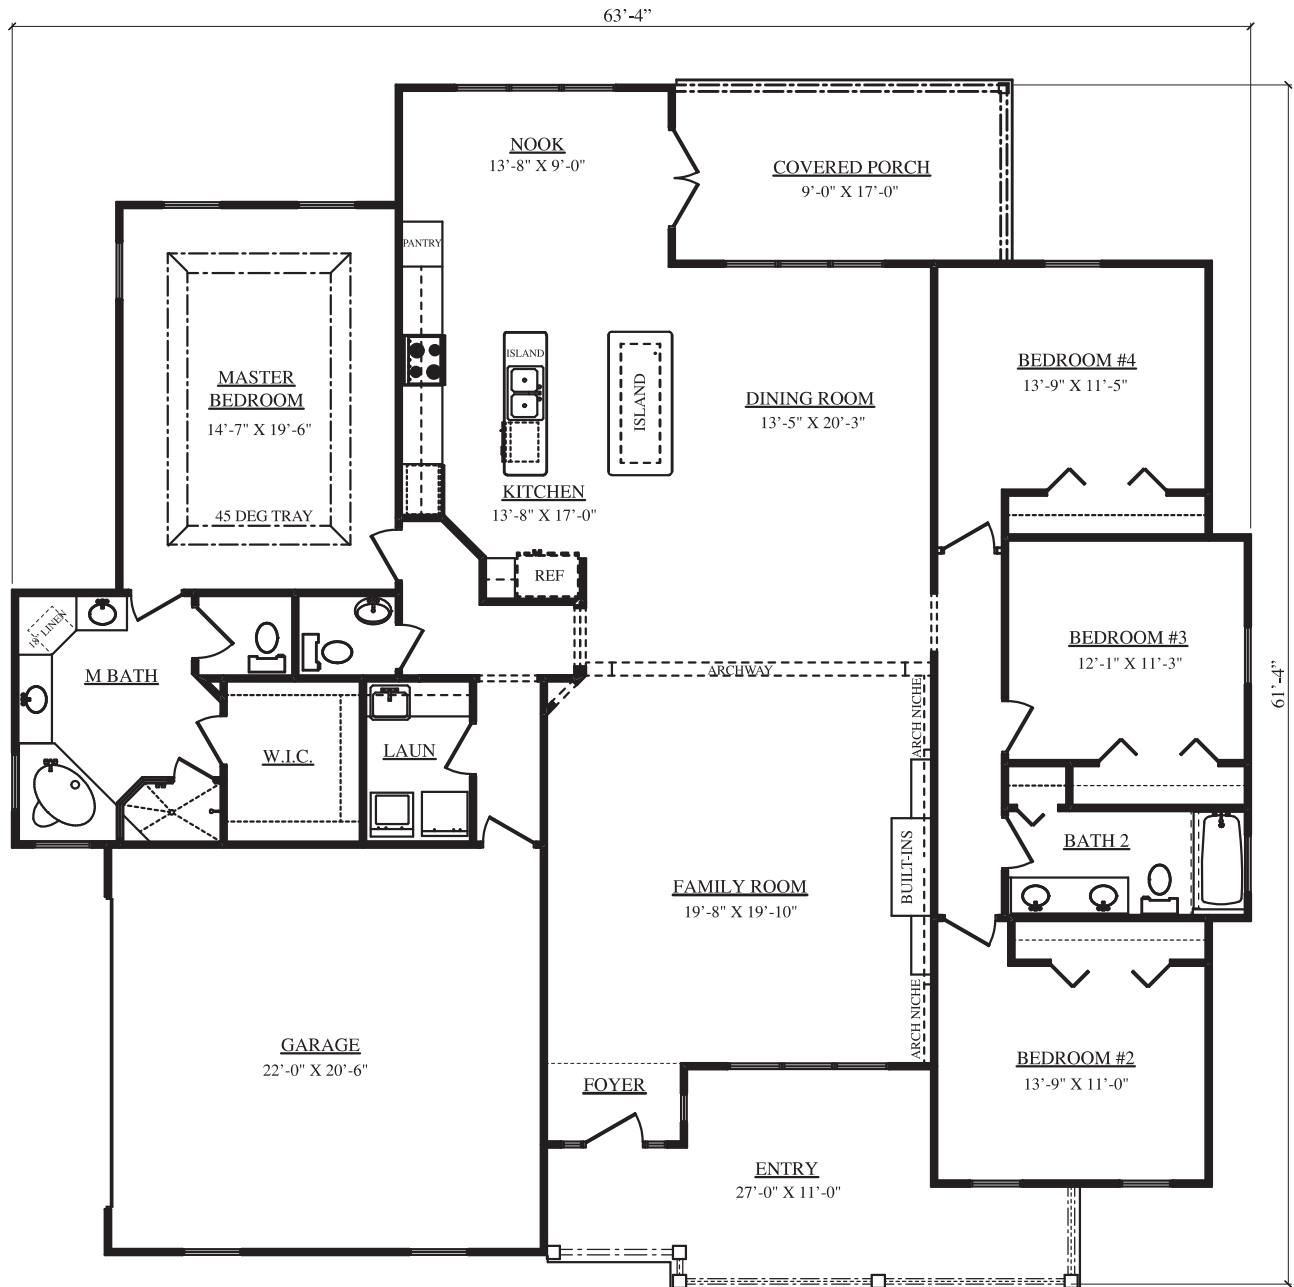 63’-4”
NOOK
13’-8" X 9’-0"
COVERED PORCH
9’-0" X 17’-0"
PANTRY
ISLAND
ISLAND
MASTER
BEDROOM
14’-7" X 19’-6"
45 DEG TRAY
DINING ROOM
13’-5" X 20’-3"
BEDROOM #4
13’-9" X 11’-5"
KITCHEN
13’-8" X 17’-0"
REF
18" LINEN
M BATH
BEDROOM #3
12’-1" X 11’-3"
61’-4"
ARCHWAY
ARCH NICHE
W.I.C.
LAUN
BUILT-INS
BATH 2
FAMILY ROOM
19’-8" X 19’-10"
ARCH NICHE
GARAGE
22’-0" X 20’-6"
FOYER
BEDROOM #2
13’-9" X 11’-0"
ENTRY
27’-0" X 11’-0"